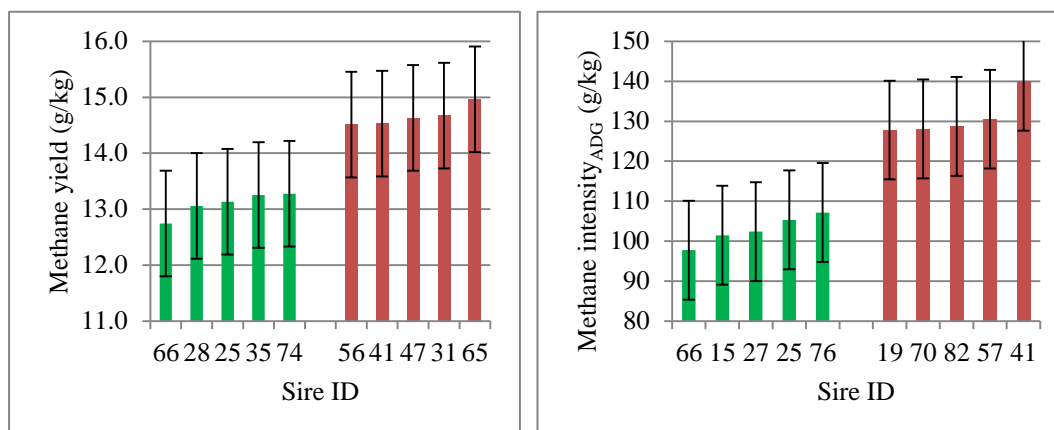 Methane yield (g/kg)
16.0
15.0
14.0
13.0
12.0
11.0
66 28 25 35 74 56 41 47 31 65
Sire ID
Methane intensityADG (g/kg)
150
140
130
120
110
100
90
80
66 15 27 25 76 19 70 82 57 41
Sire ID